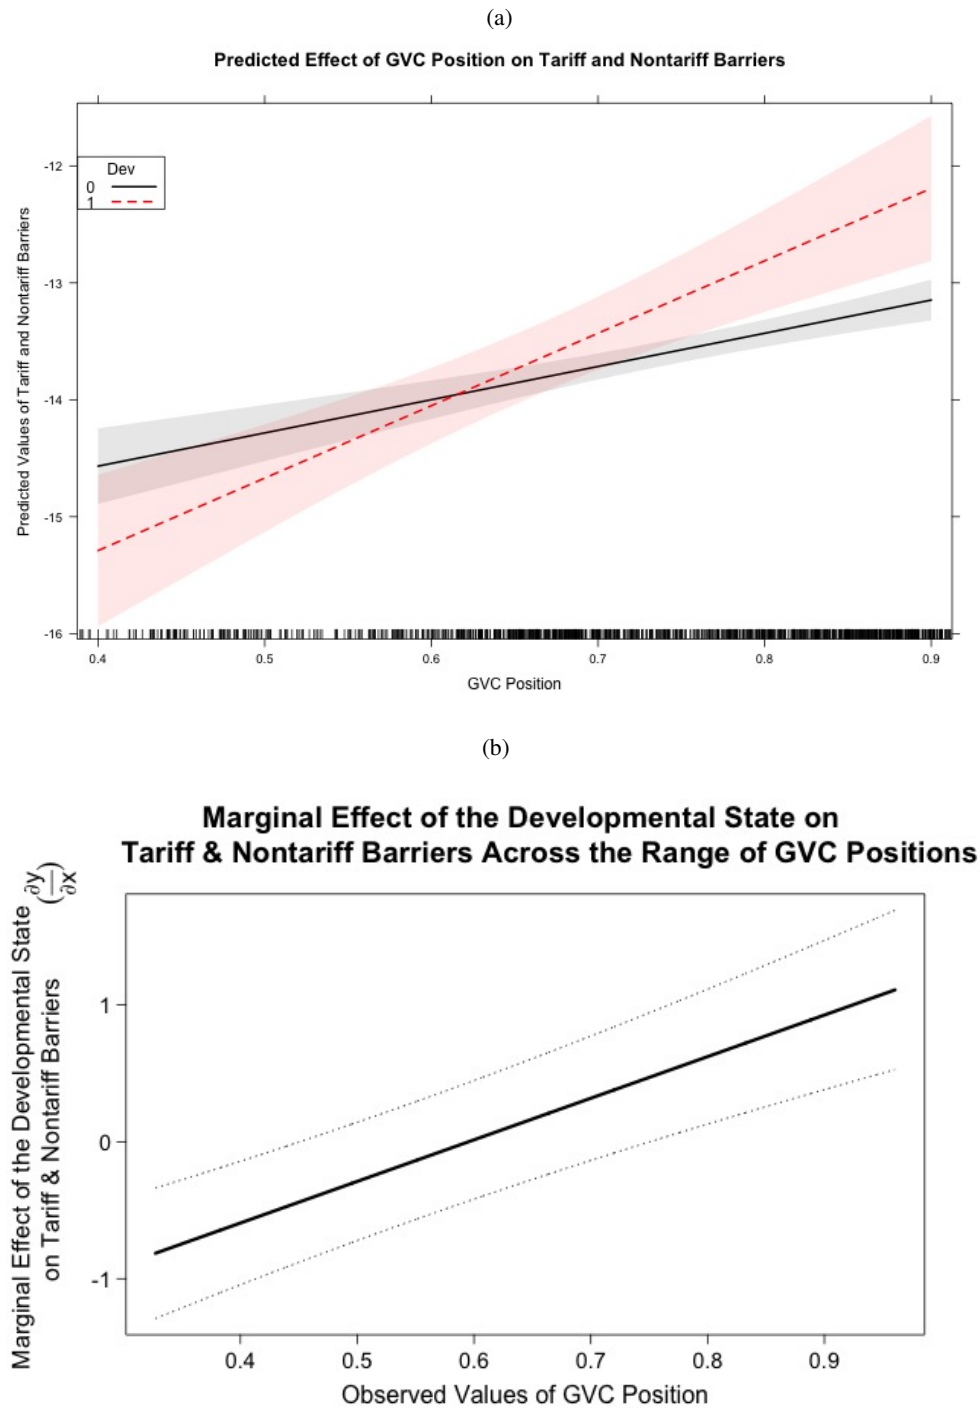 (a)
Predicted Effect of GVC Position on Tariff and Nontariff Barriers
Predicted Values of Tariff and Nontariff Barriers
-12
-13
-14
-15
-16
Dev
0
1
0.4 0.5 0.6 0.7 0.8 0.9
GVC Position
(b)
Marginal Effect of the Developmental State on
Tariff & Nontariff Barriers Across the Range of GVC Positions
Marginal Effect of the Developmental State
on Tariff & Nontariff Barriers
(∂y/∂x)
1
0
-1
0.4 0.5 0.6 0.7 0.8 0.9
Observed Values of GVC Position